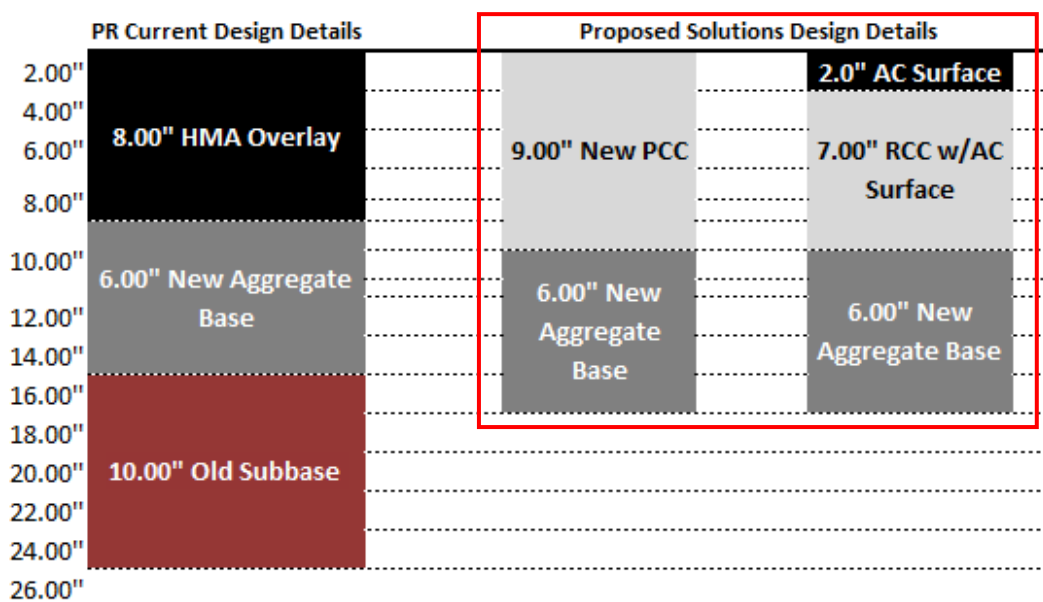 PR Current Design Details
Proposed Solutions Design Details
2.00"
4.00"
6.00"
8.00"
10.00"
12.00"
14.00"
16.00"
18.00"
20.00"
22.00"
24.00"
26.00"
8.00" HMA Overlay
6.00" New Aggregate
Base
10.00" Old Subbase
9.00" New PCC
6.00" New
Aggregate
Base
2.0" AC Surface
7.00" RCC w/AC
Surface
6.00" New
Aggregate Base